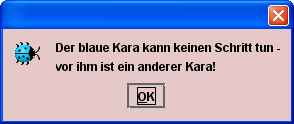 Der blaue Kara kann keinen Schritt tun -
vor ihm ist ein anderer Kara!
OK